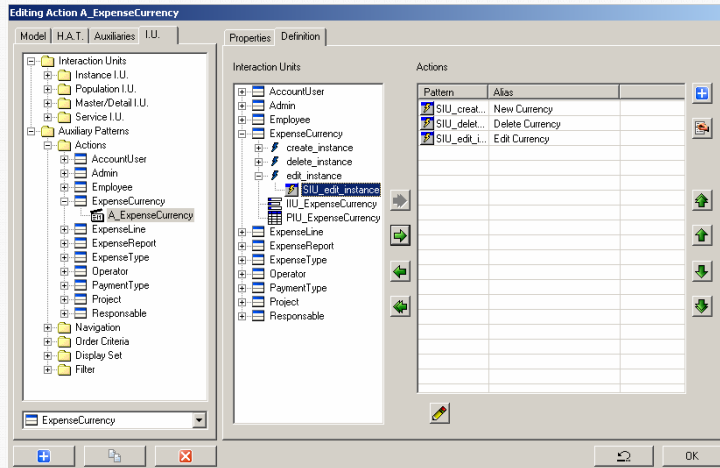 Editing Action A_ExpenseCurrency
Model H.A.T. Auxiliaries I.U.
Interaction Units
Instance I.U.
Population I.U.
Master/Detail I.U.
Service I.U.
Auxiliary Patterns
Actions
AccountUser
Admin
Employee
ExpenseCurrency
A_ExpenseCurrency
ExpenseLine
ExpenseReport
ExpenseType
Operator
PaymentType
Project
Responsable
Navigation
Order Criteria
Display Set
Filter
ExpenseCurrency
Properties Definition
Interaction Units
AccountUser
Admin
Employee
ExpenseCurrency
create_instance
delete_instance
edit_instance
SIU_edit_instance
IIU_ExpenseCurrency
PIU_ExpenseCurrency
ExpenseLine
ExpenseReport
ExpenseType
Operator
PaymentType
Project
Responsable
Actions
Pattern Alias
SIU_creat... New Currency
SIU_delet... Delete Currency
SIU_edit_i... Edit Currency
OK